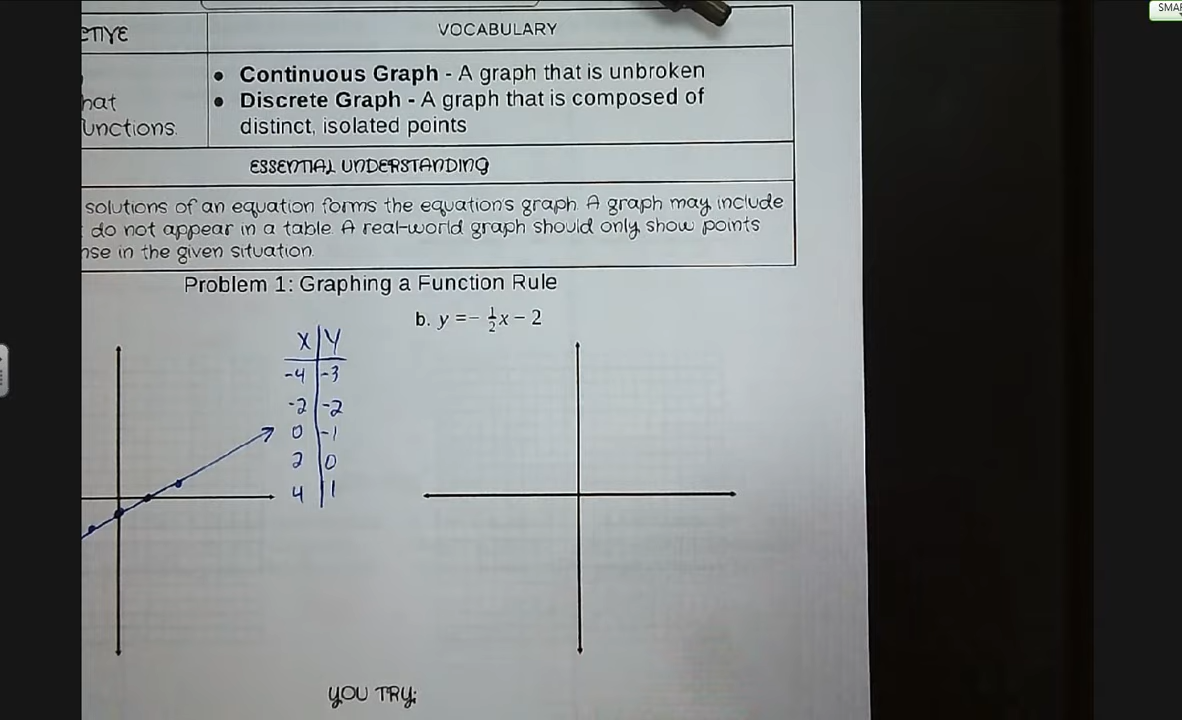 SMA
CTIVE
VOCABULARY
hat
unctions.
• Continuous Graph - A graph that is unbroken
• Discrete Graph - A graph that is composed of
distinct, isolated points
ESSENTIAL UNDERSTANDING
solutions of an equation forms the equation's graph. A graph may include
do not appear in a table. A real-world graph should only show points
nse in the given situation.
Problem 1: Graphing a Function Rule
b. y = - 1/2 x - 2
X | Y
-4 | -3
-2 | -2
0 | -1
2 | 0
4 | 1
YOU TRY: